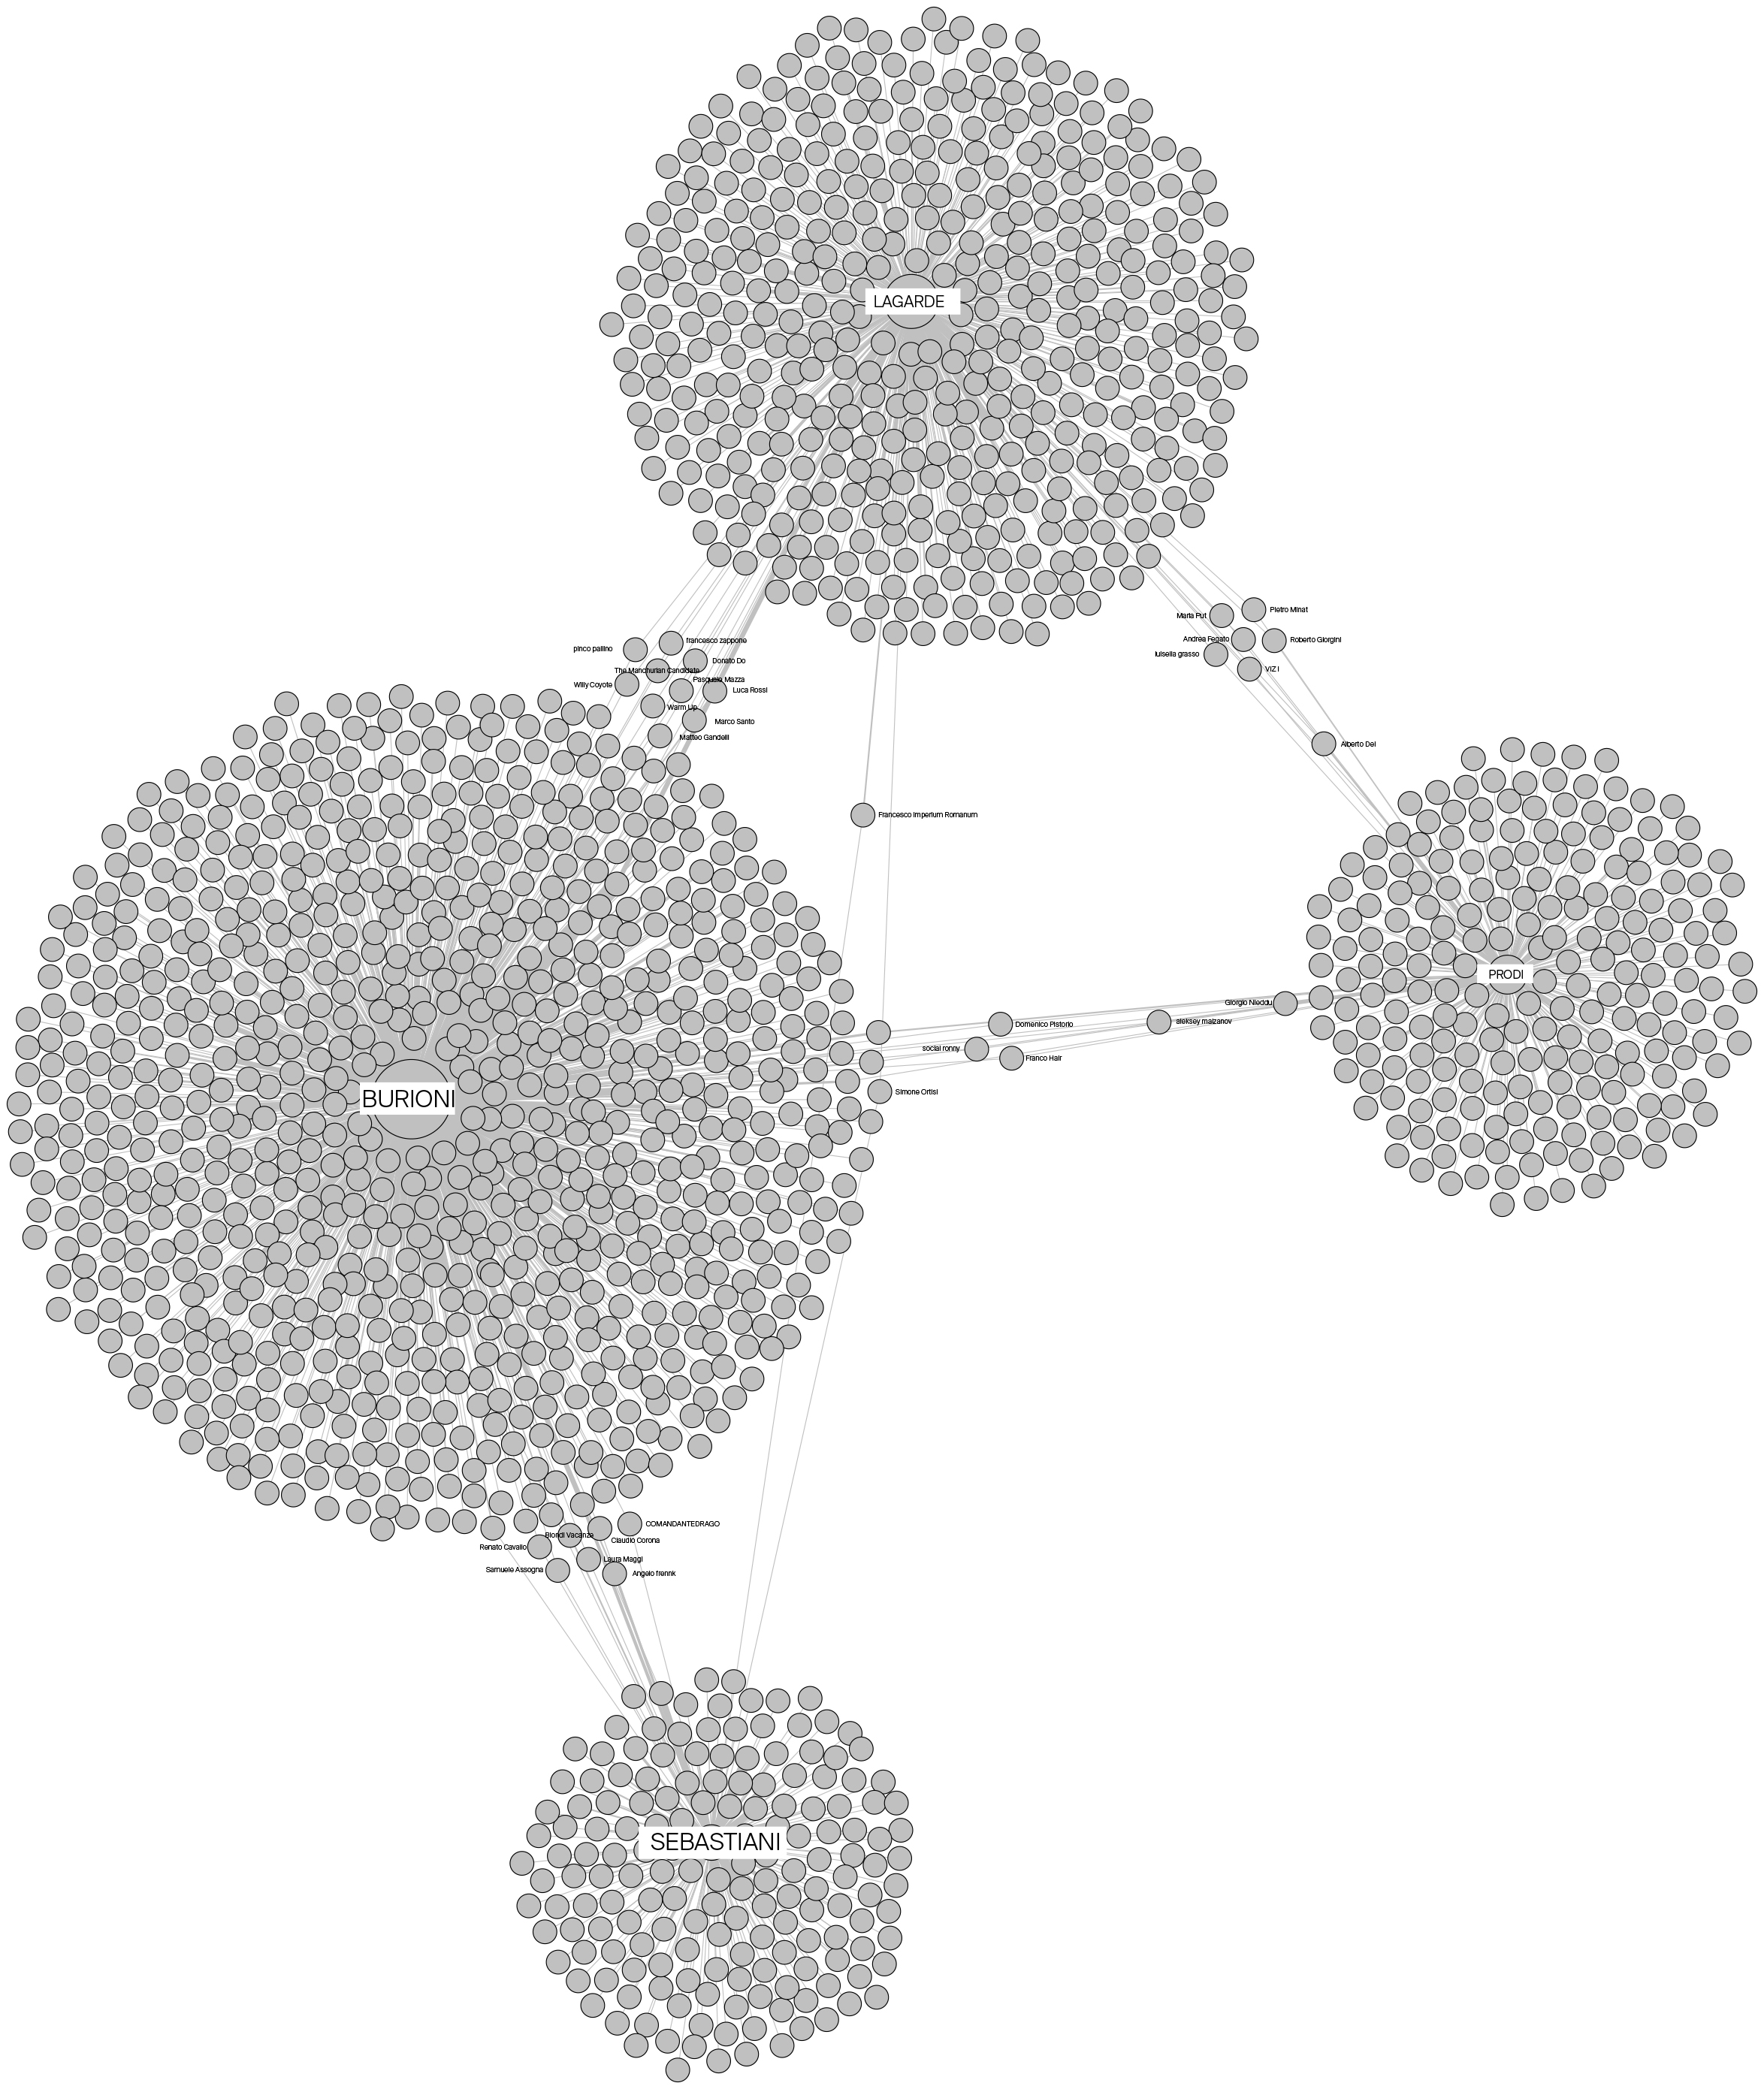 LAGARDE
Pietro Minat
Maria Put
Andrea Fegato
Roberto Giorgini
luisella grasso
VIZ I
francesco zappone
pinco pallino
Donato Do
The Manchurian Candidate
Pasquale Mazza
Willy Coyote
Luca Rossi
Warm Up
Marco Santo
Matteo Gandelli
Alberto Dei
Francesco Imperium Romanum
PRODI
Giorgio Nieddu
Domenico Pistorio
aleksey malzanov
social ronny
Franco Hair
Simone Ortisi
BURIONI
COMANDANTEDRAGO
Biondi Vacanza
Claudio Corona
Renato Cavallo
Laura Maggi
Samuele Assogna
Angelo frennk
SEBASTIANI